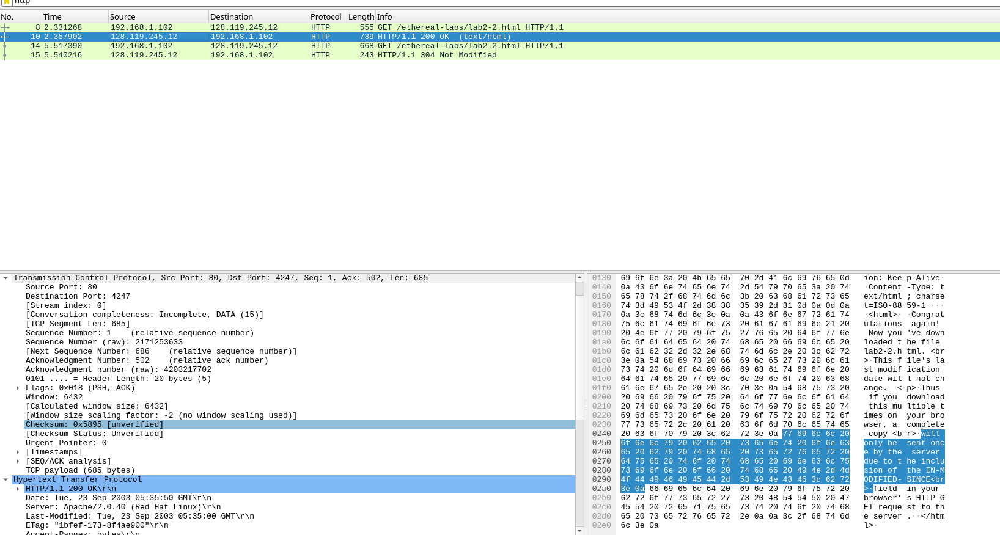 http
No. Time Source Destination Protocol Length Info
8 2.331268 192.168.1.102 128.119.245.12 HTTP 555 GET /ethereal-labs/lab2-2.html HTTP/1.1
10 2.357902 128.119.245.12 192.168.1.102 HTTP 739 HTTP/1.1 200 OK  (text/html)
14 5.517390 192.168.1.102 128.119.245.12 HTTP 668 GET /ethereal-labs/lab2-2.html HTTP/1.1
15 5.540216 128.119.245.12 192.168.1.102 HTTP 243 HTTP/1.1 304 Not Modified
Transmission Control Protocol, Src Port: 80, Dst Port: 4247, Seq: 1, Ack: 502, Len: 685
Source Port: 80
Destination Port: 4247
[Stream index: 0]
[Conversation completeness: Incomplete, DATA (15)]
[TCP Segment Len: 685]
Sequence Number: 1    (relative sequence number)
Sequence Number (raw): 2171253633
[Next Sequence Number: 686    (relative sequence number)]
Acknowledgment Number: 502    (relative ack number)
Acknowledgment number (raw): 4203217702
0101 .... = Header Length: 20 bytes (5)
Flags: 0x018 (PSH, ACK)
Window: 6432
[Calculated window size: 6432]
[Window size scaling factor: -2 (no window scaling used)]
Checksum: 0x5895 [unverified]
[Checksum Status: Unverified]
Urgent Pointer: 0
[Timestamps]
[SEQ/ACK analysis]
TCP payload (685 bytes)
Hypertext Transfer Protocol
HTTP/1.1 200 OK\r\n
Date: Tue, 23 Sep 2003 05:35:50 GMT\r\n
Server: Apache/2.0.40 (Red Hat Linux)\r\n
Last-Modified: Tue, 23 Sep 2003 05:35:00 GMT\r\n
ETag: "1bfef-173-8f4ae900"\r\n
Accept-Ranges: bytes\r\n
0130 69 6f 6e 3a 20 4b 65 65  70 2d 41 6c 69 76 65 0d ion: Kee p-Alive·
0140 0a 43 6f 6e 74 65 6e 74  2d 54 79 70 65 3a 20 74 ·Content -Type: t
0150 65 78 74 2f 68 74 6d 6c  3b 20 63 68 61 72 73 65 ext/html ; charse
0160 74 3d 49 53 4f 2d 38 38  35 39 2d 31 0d 0a 0d 0a t=ISO-88 59-1····
0170 0a 3c 68 74 6d 6c 3e 0a  0a 43 6f 6e 67 72 61 74 ·<html>· ·Congrat
0180 75 6c 61 74 69 6f 6e 73  20 61 67 61 69 6e 21 20 ulations  again!
0190 20 4e 6f 77 20 79 6f 75  27 76 65 20 64 6f 77 6e  Now you 've down
01a0 6c 6f 61 64 65 64 20 74  68 65 20 66 69 6c 65 20 loaded t he file
01b0 6c 61 62 32 2d 32 2e 68  74 6d 6c 2e 20 3c 62 72 lab2-2.h tml. <br
01c0 3e 0a 54 68 69 73 20 66  69 6c 65 27 73 20 6c 61 >·This f ile's la
01d0 73 74 20 6d 6f 64 69 66  69 63 61 74 69 6f 6e 20 st modif ication
01e0 64 61 74 65 20 77 69 6c  6c 20 6e 6f 74 20 63 68 date wil l not ch
01f0 61 6e 67 65 2e 20 20 3c  70 3e 0a 54 68 75 73 20 ange.  < p>·Thus
0200 20 69 66 20 79 6f 75 20  64 6f 77 6e 6c 6f 61 64  if you  download
0210 20 74 68 69 73 20 6d 75  6c 74 69 70 6c 65 20 74  this mu ltiple t
0220 69 6d 65 73 20 6f 6e 20  79 6f 75 72 20 62 72 6f imes on  your bro
0230 77 73 65 72 2c 20 61 20  63 6f 6d 70 6c 65 74 65 wser, a  complete
0240 20 63 6f 70 79 20 3c 62  72 3e 0a 77 69 6c 6c 20  copy <b r>·will
0250 6f 6e 6c 79 20 62 65 20  73 65 6e 74 20 6f 6e 63 only be  sent onc
0260 65 20 62 79 20 74 68 65  20 73 65 72 76 65 72 20 e by the  server
0270 64 75 65 20 74 6f 20 74  68 65 20 69 6e 63 6c 75 due to t he inclu
0280 73 69 6f 6e 20 6f 66 20  74 68 65 20 49 4e 2d 4d sion of  the IN-M
0290 4f 44 49 46 49 45 44 2d  53 49 4e 43 45 3c 62 72 ODIFIED- SINCE<br
02a0 3e 0a 66 69 65 6c 64 20  69 6e 20 79 6f 75 72 20 >·field  in your
02b0 62 72 6f 77 73 65 72 27  73 20 48 54 54 50 20 47 browser' s HTTP G
02c0 45 54 20 72 65 71 75 65  73 74 20 74 6f 20 74 68 ET reque st to th
02d0 65 20 73 65 72 76 65 72  2e 0a 0a 3c 2f 68 74 6d e server .··</htm
02e0 6c 3e 0a l>·